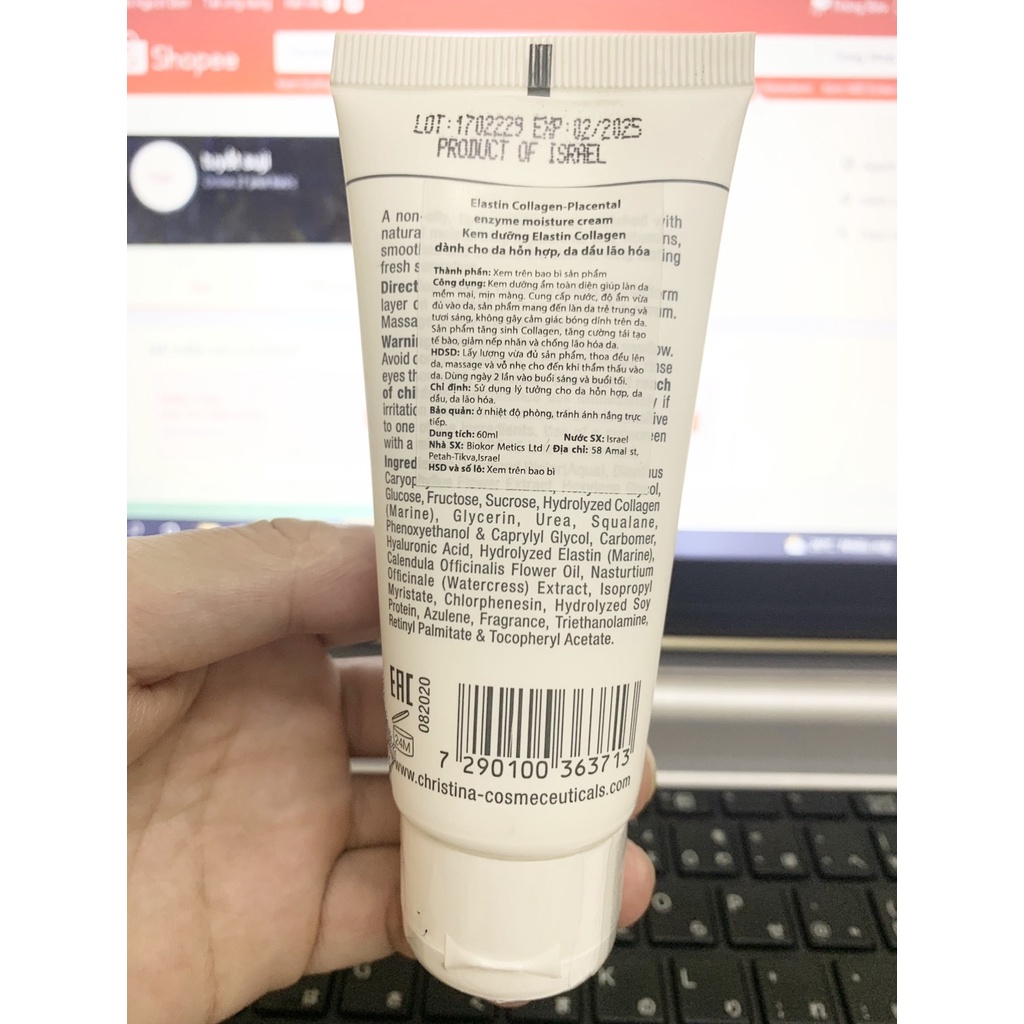 Shopee
LOT:1702229 EXP:02/2025
PRODUCT OF ISRAEL
Elastin Collagen-Placental
enzyme moisture cream
Kem dưỡng Elastin Collagen
dành cho da hỗn hợp, da dầu lão hóa
Thành phần: Xem trên bao bì sản phẩm
Công dụng: Kem dưỡng ẩm toàn diện giúp làn da
mềm mại, mịn màng. Cung cấp nước, độ ẩm vừa
đủ vào da, sản phẩm mang đến làn da trẻ trung và
tươi sáng, không gây cảm giác bóng dính trên da.
Sản phẩm tăng sinh Collagen, tăng cường tái tạo
tế bào, giảm nếp nhăn và chống lão hóa da.
HDSD: Lấy lượng vừa đủ sản phẩm, thoa đều lên
da, massage và vỗ nhẹ cho đến khi thẩm thấu vào
da. Dùng ngày 2 lần vào buổi sáng và buổi tối.
Chỉ định: Sử dụng lý tưởng cho da hỗn hợp, da
dầu, da lão hóa.
Bảo quản: ở nhiệt độ phòng, tránh ánh nắng trực
tiếp.
Dung tích: 60ml Nước SX: Israel
Nhà SX: Biokor Metics Ltd / Địa chỉ: 58 Amal st,
Petah-Tikva,Israel
HSD và số lô: Xem trên bao bì
A non-
with
natura
smooth
fresh s
Direct
layer
Massa
Warni
Avoid
eyes th
of chi
irritatio
to one
with a
Ingred
Glucose, Fructose, Sucrose, Hydrolyzed Collagen
(Marine), Glycerin, Urea, Squalane,
Phenoxyethanol & Caprylyl Glycol, Carbomer,
Hyaluronic Acid, Hydrolyzed Elastin (Marine),
Calendula Officinalis Flower Oil, Nasturtium
Officinale (Watercress) Extract, Isopropyl
Myristate, Chlorphenesin, Hydrolyzed Soy
Protein, Azulene, Fragrance, Triethanolamine,
Retinyl Palmitate & Tocopheryl Acetate.
EAC
082020
24M
7 290100 363713
www.christina-cosmeceuticals.com
O P
G K L